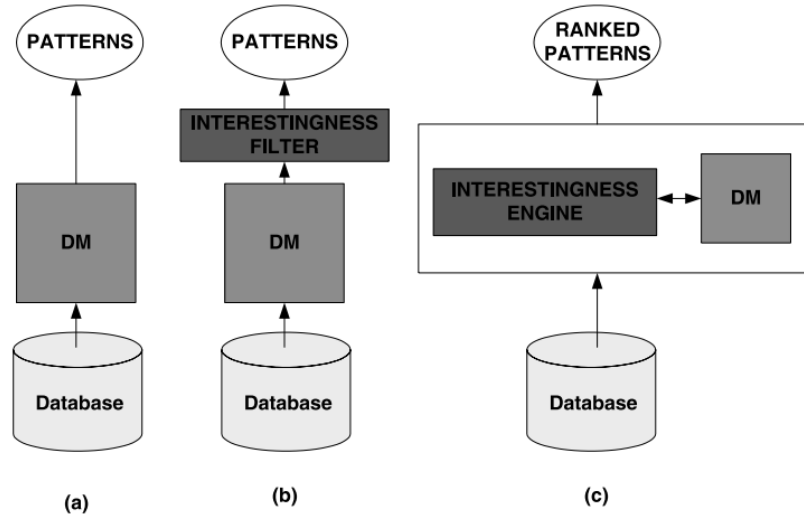 PATTERNS
DM
Database
(a)
PATTERNS
INTERESTINGNESS
FILTER
DM
Database
(b)
RANKED
PATTERNS
INTERESTINGNESS
ENGINE
DM
Database
(c)